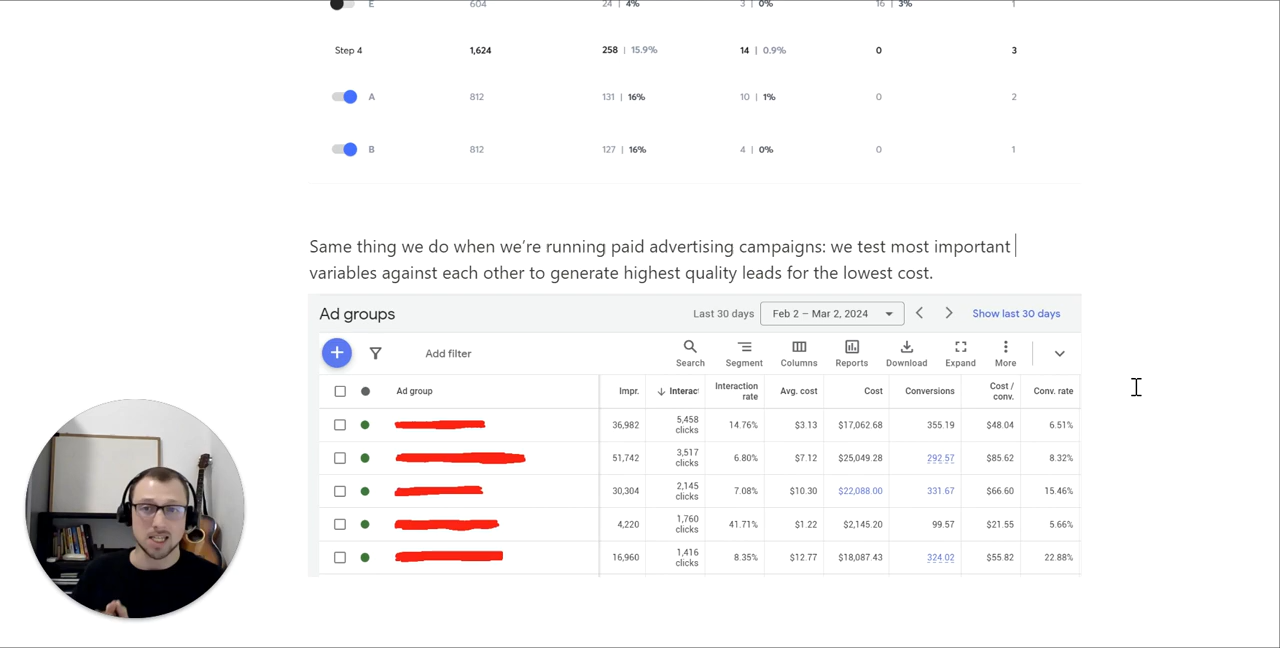 E 604 24 | 4% 3 | 0% 16 | 3% 1
Step 4 1,624 258 | 15.9% 14 | 0.9% 0 3
A 812 131 | 16% 10 | 1% 0 2
B 812 127 | 16% 4 | 0% 0 1
Same thing we do when we’re running paid advertising campaigns: we test most important
variables against each other to generate highest quality leads for the lowest cost.
Ad groups Last 30 days Feb 2 – Mar 2, 2024 Show last 30 days
Add filter Search Segment Columns Reports Download Expand More
Ad group Impr. Interac Interaction rate Avg. cost Cost Conversions Cost / conv. Conv. rate
36,982 5,458 clicks 14.76% $3.13 $17,062.68 355.19 $48.04 6.51%
51,742 3,517 clicks 6.80% $7.12 $25,049.28 292.57 $85.62 8.32%
30,304 2,145 clicks 7.08% $10.30 $22,088.00 331.67 $66.60 15.46%
4,220 1,760 clicks 41.71% $1.22 $2,145.20 99.57 $21.55 5.66%
16,960 1,416 clicks 8.35% $12.77 $18,087.43 324.02 $55.82 22.88%